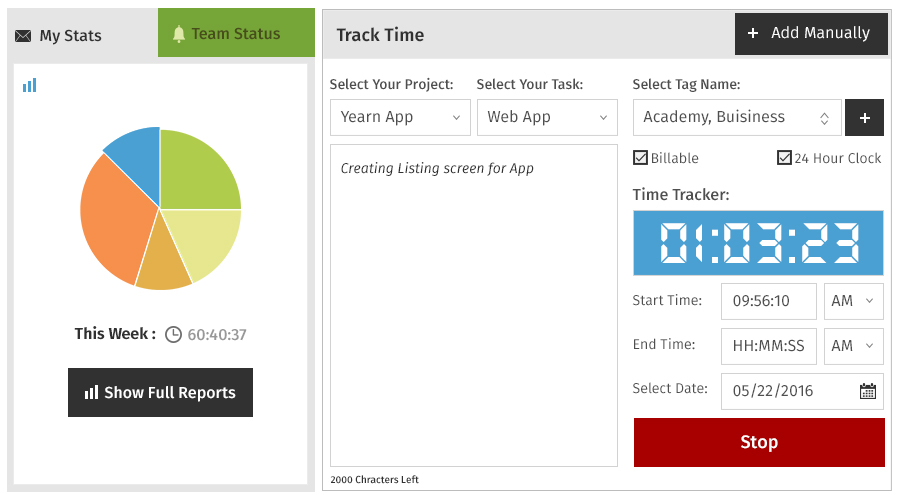 My Stats
Team Status
This Week : 60:40:37
Show Full Reports
Track Time
+ Add Manually
Select Your Project:
Select Your Task:
Select Tag Name:
Yearn App
Web App
Academy, Buisiness
+
Creating Listing screen for App
Billable
24 Hour Clock
Time Tracker:
01:03:23
Start Time:
09:56:10
AM
End Time:
HH:MM:SS
AM
Select Date:
05/22/2016
Stop
2000 Chracters Left